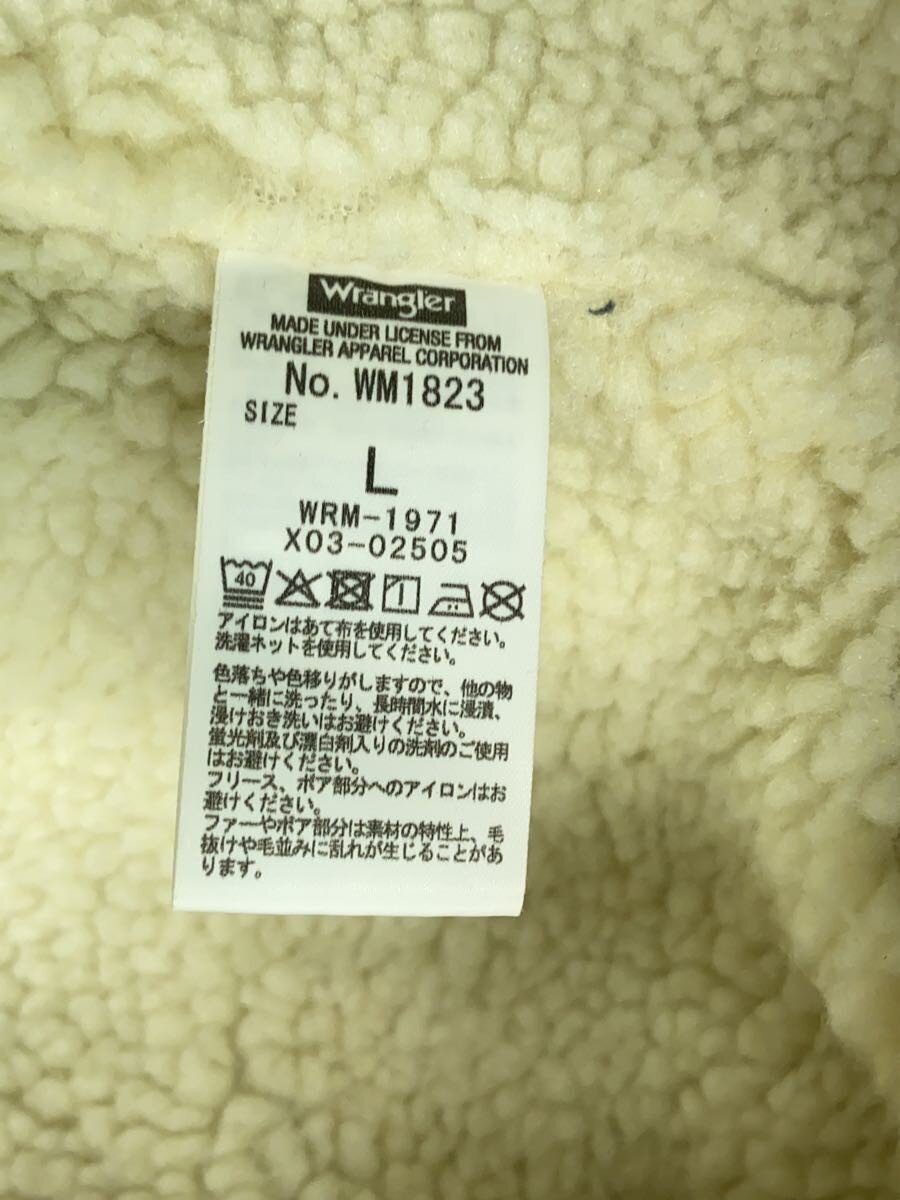 Wrangler
MADE UNDER LICENSE FROM
WRANGLER APPAREL CORPORATION
No. WM1823
SIZE
L
WRM-1971
X03-02505
40
アイロンはあて布を使用してください。
洗濯ネットを使用してください。
色落ちや色移りがしますので、他の物
と一緒に洗ったり、長時間水に浸漬、
浸けおき洗いはお避けください。
蛍光剤及び漂白剤入りの洗剤のご使用
はお避けください。
フリース、ボア部分へのアイロンはお
避けください。
ファーやボア部分は素材の特性上、毛
抜けや毛並みに乱れが生じることがあ
ります。